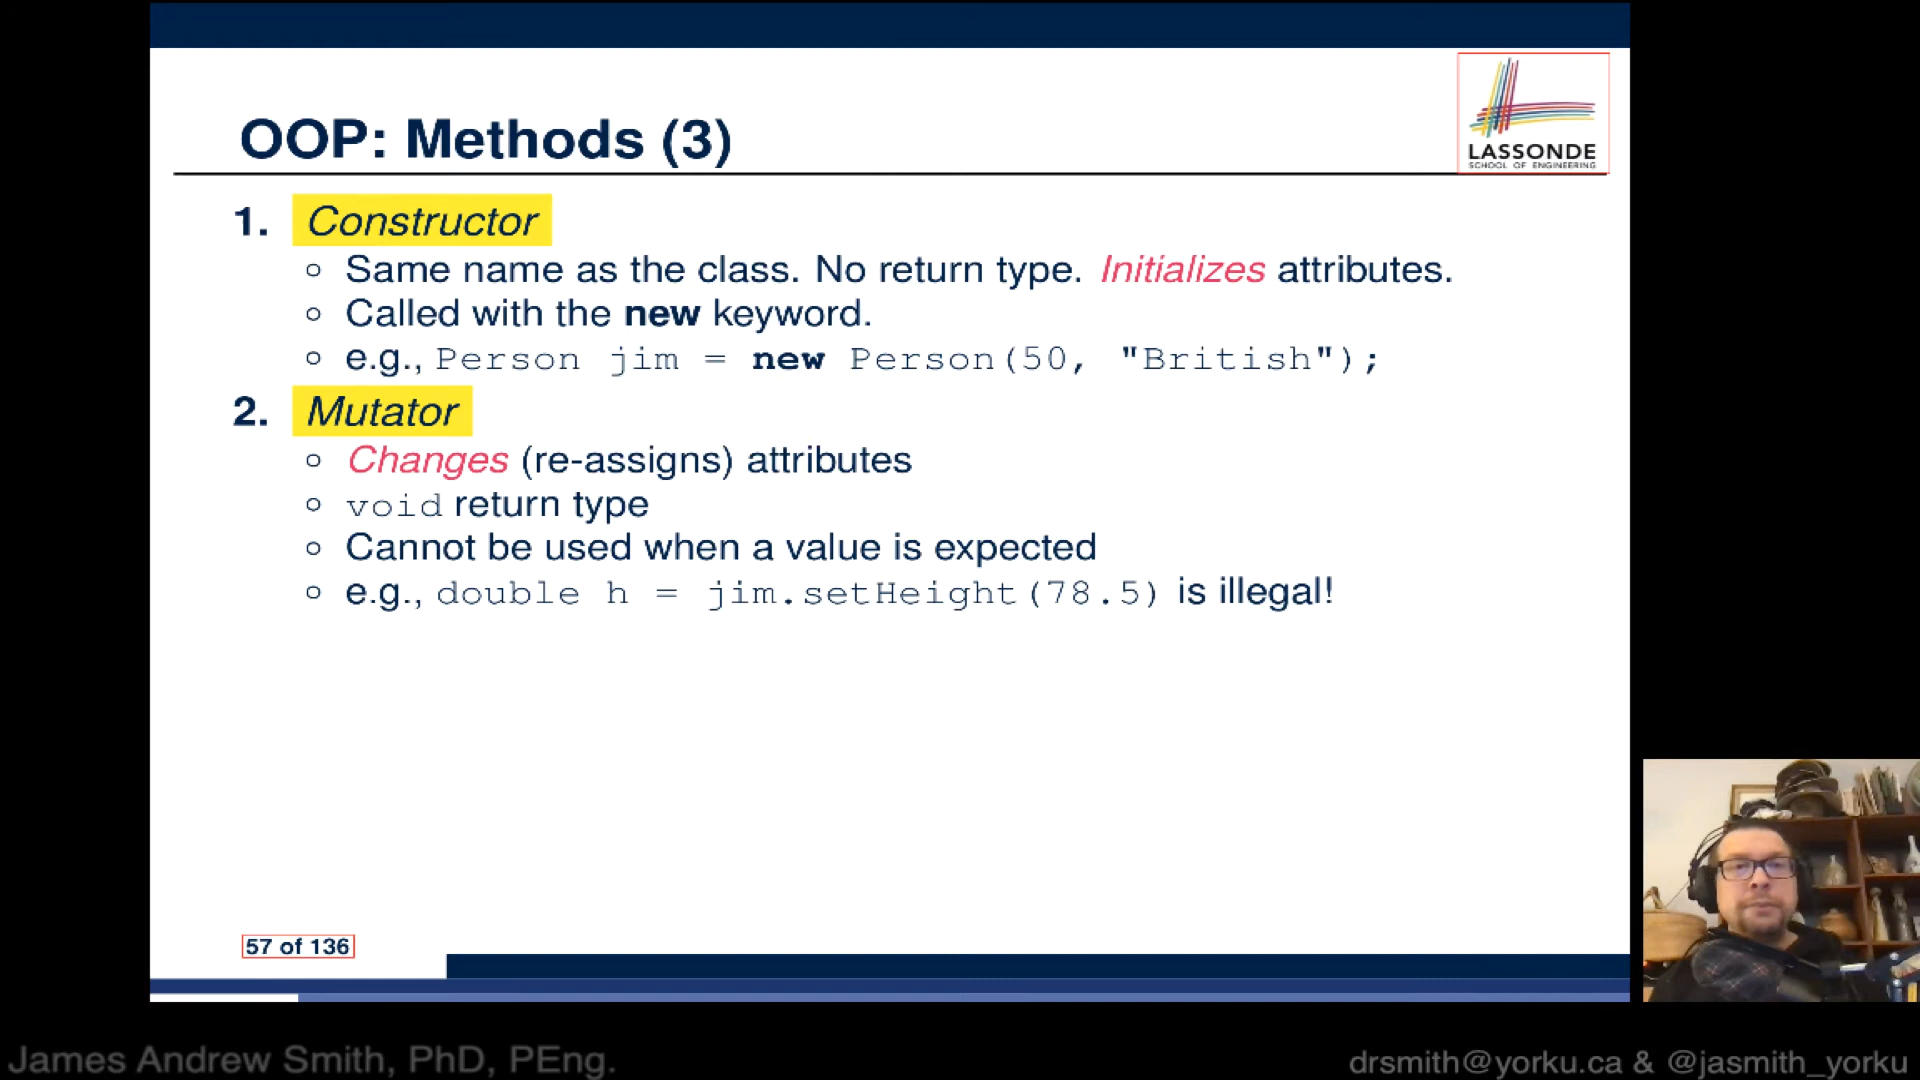 LASSONDE
SCHOOL OF ENGINEERING
OOP: Methods (3)
1. Constructor
○ Same name as the class. No return type. Initializes attributes.
○ Called with the new keyword.
○ e.g., Person jim = new Person(50, "British");
2. Mutator
○ Changes (re-assigns) attributes
○ void return type
○ Cannot be used when a value is expected
○ e.g., double h = jim.setHeight(78.5) is illegal!
57 of 136
James Andrew Smith, PhD, PEng.
drsmith@yorku.ca & @jasmith_yorku